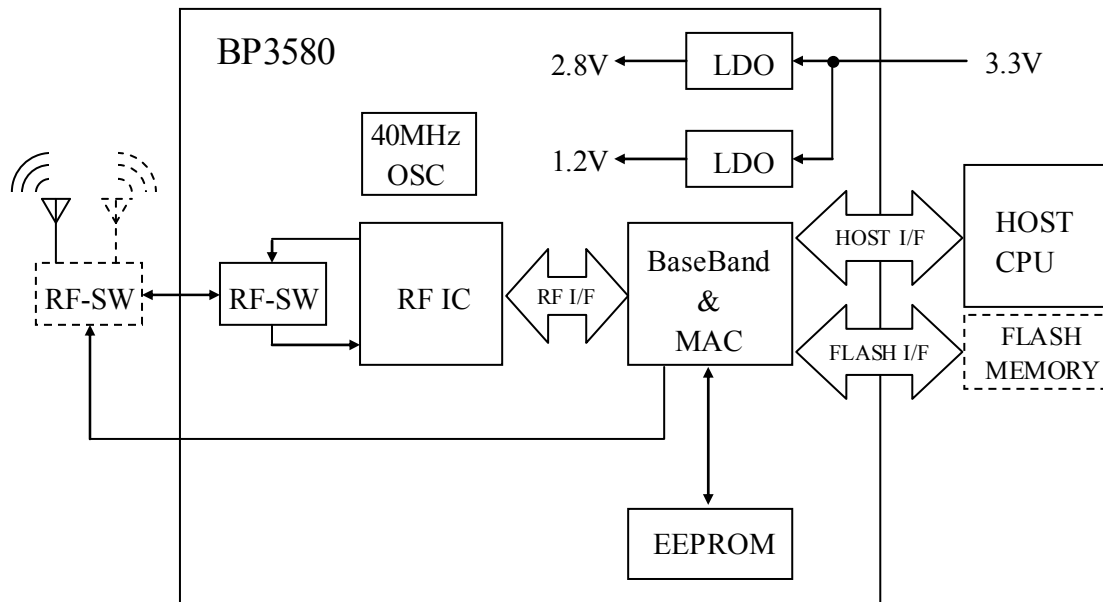 BP3580
2.8V
LDO
3.3V
40MHz
OSC
1.2V
LDO
RF-SW
RF-SW
RF IC
RF I/F
BaseBand
&
MAC
HOST I/F
HOST
CPU
FLASH I/F
FLASH
MEMORY
EEPROM